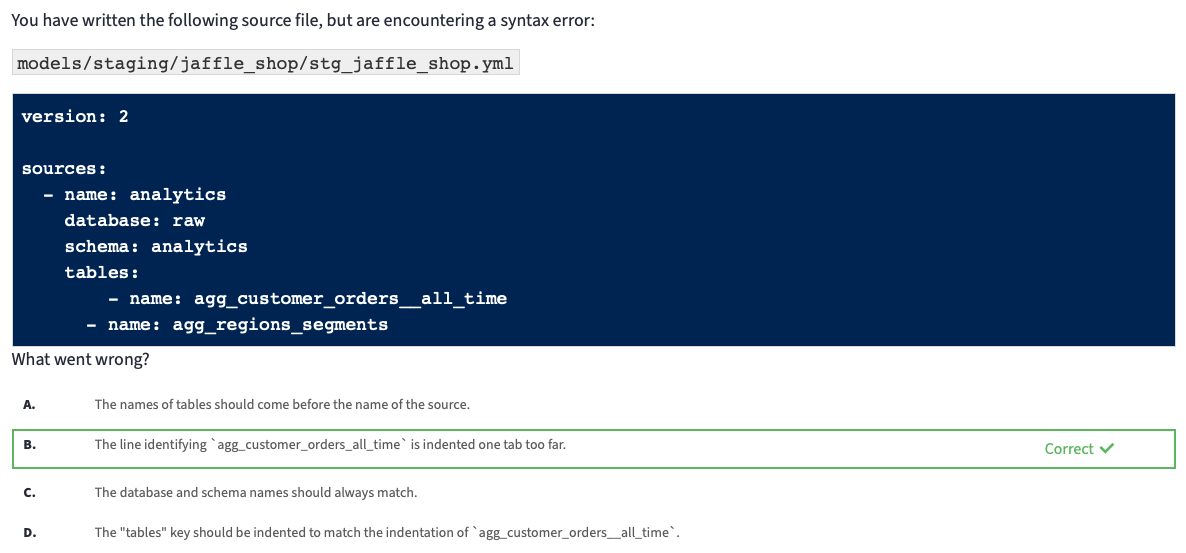 You have written the following source file, but are encountering a syntax error:
models/staging/jaffle_shop/stg_jaffle_shop.yml
version: 2
sources:
  - name: analytics
    database: raw
    schema: analytics
    tables:
        - name: agg_customer_orders__all_time
      - name: agg_regions_segments
What went wrong?
A. The names of tables should come before the name of the source.
B. The line identifying `agg_customer_orders_all_time` is indented one tab too far. Correct ✓
C. The database and schema names should always match.
D. The "tables" key should be indented to match the indentation of `agg_customer_orders__all_time`.